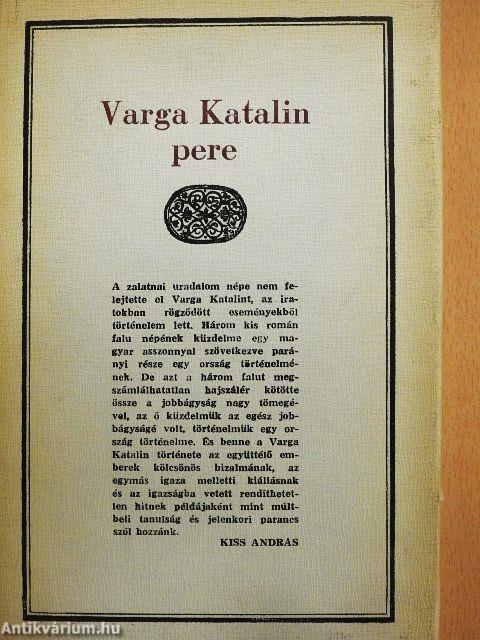 Varga Katalin
pere
A zalatnai uradalom népe nem fe-
lejtette el Varga Katalint, az ira-
tokban rögződött eseményekből
történelem lett. Három kis román
falu népének küzdelme egy ma-
gyar asszonnyal szövetkezve pará-
nyi része egy ország történelmé-
nek. De azt a három falut meg-
számlálhatatlan hajszálér kötötte
össze a jobbágyság nagy tömegé-
vel, az ő küzdelmük az egész job-
bágyságé volt, történelmük egy or-
szág történelme. És benne a Varga
Katalin története az együttélő em-
berek kölcsönös bizalmának, az
egymás igaza melletti kiállásnak
és az igazságba vetett rendíthetet-
len hitnek példájaként mint múlt-
beli tanulság és jelenkori parancs
szól hozzánk.
KISS ANDRÁS
Antikvárium.hu